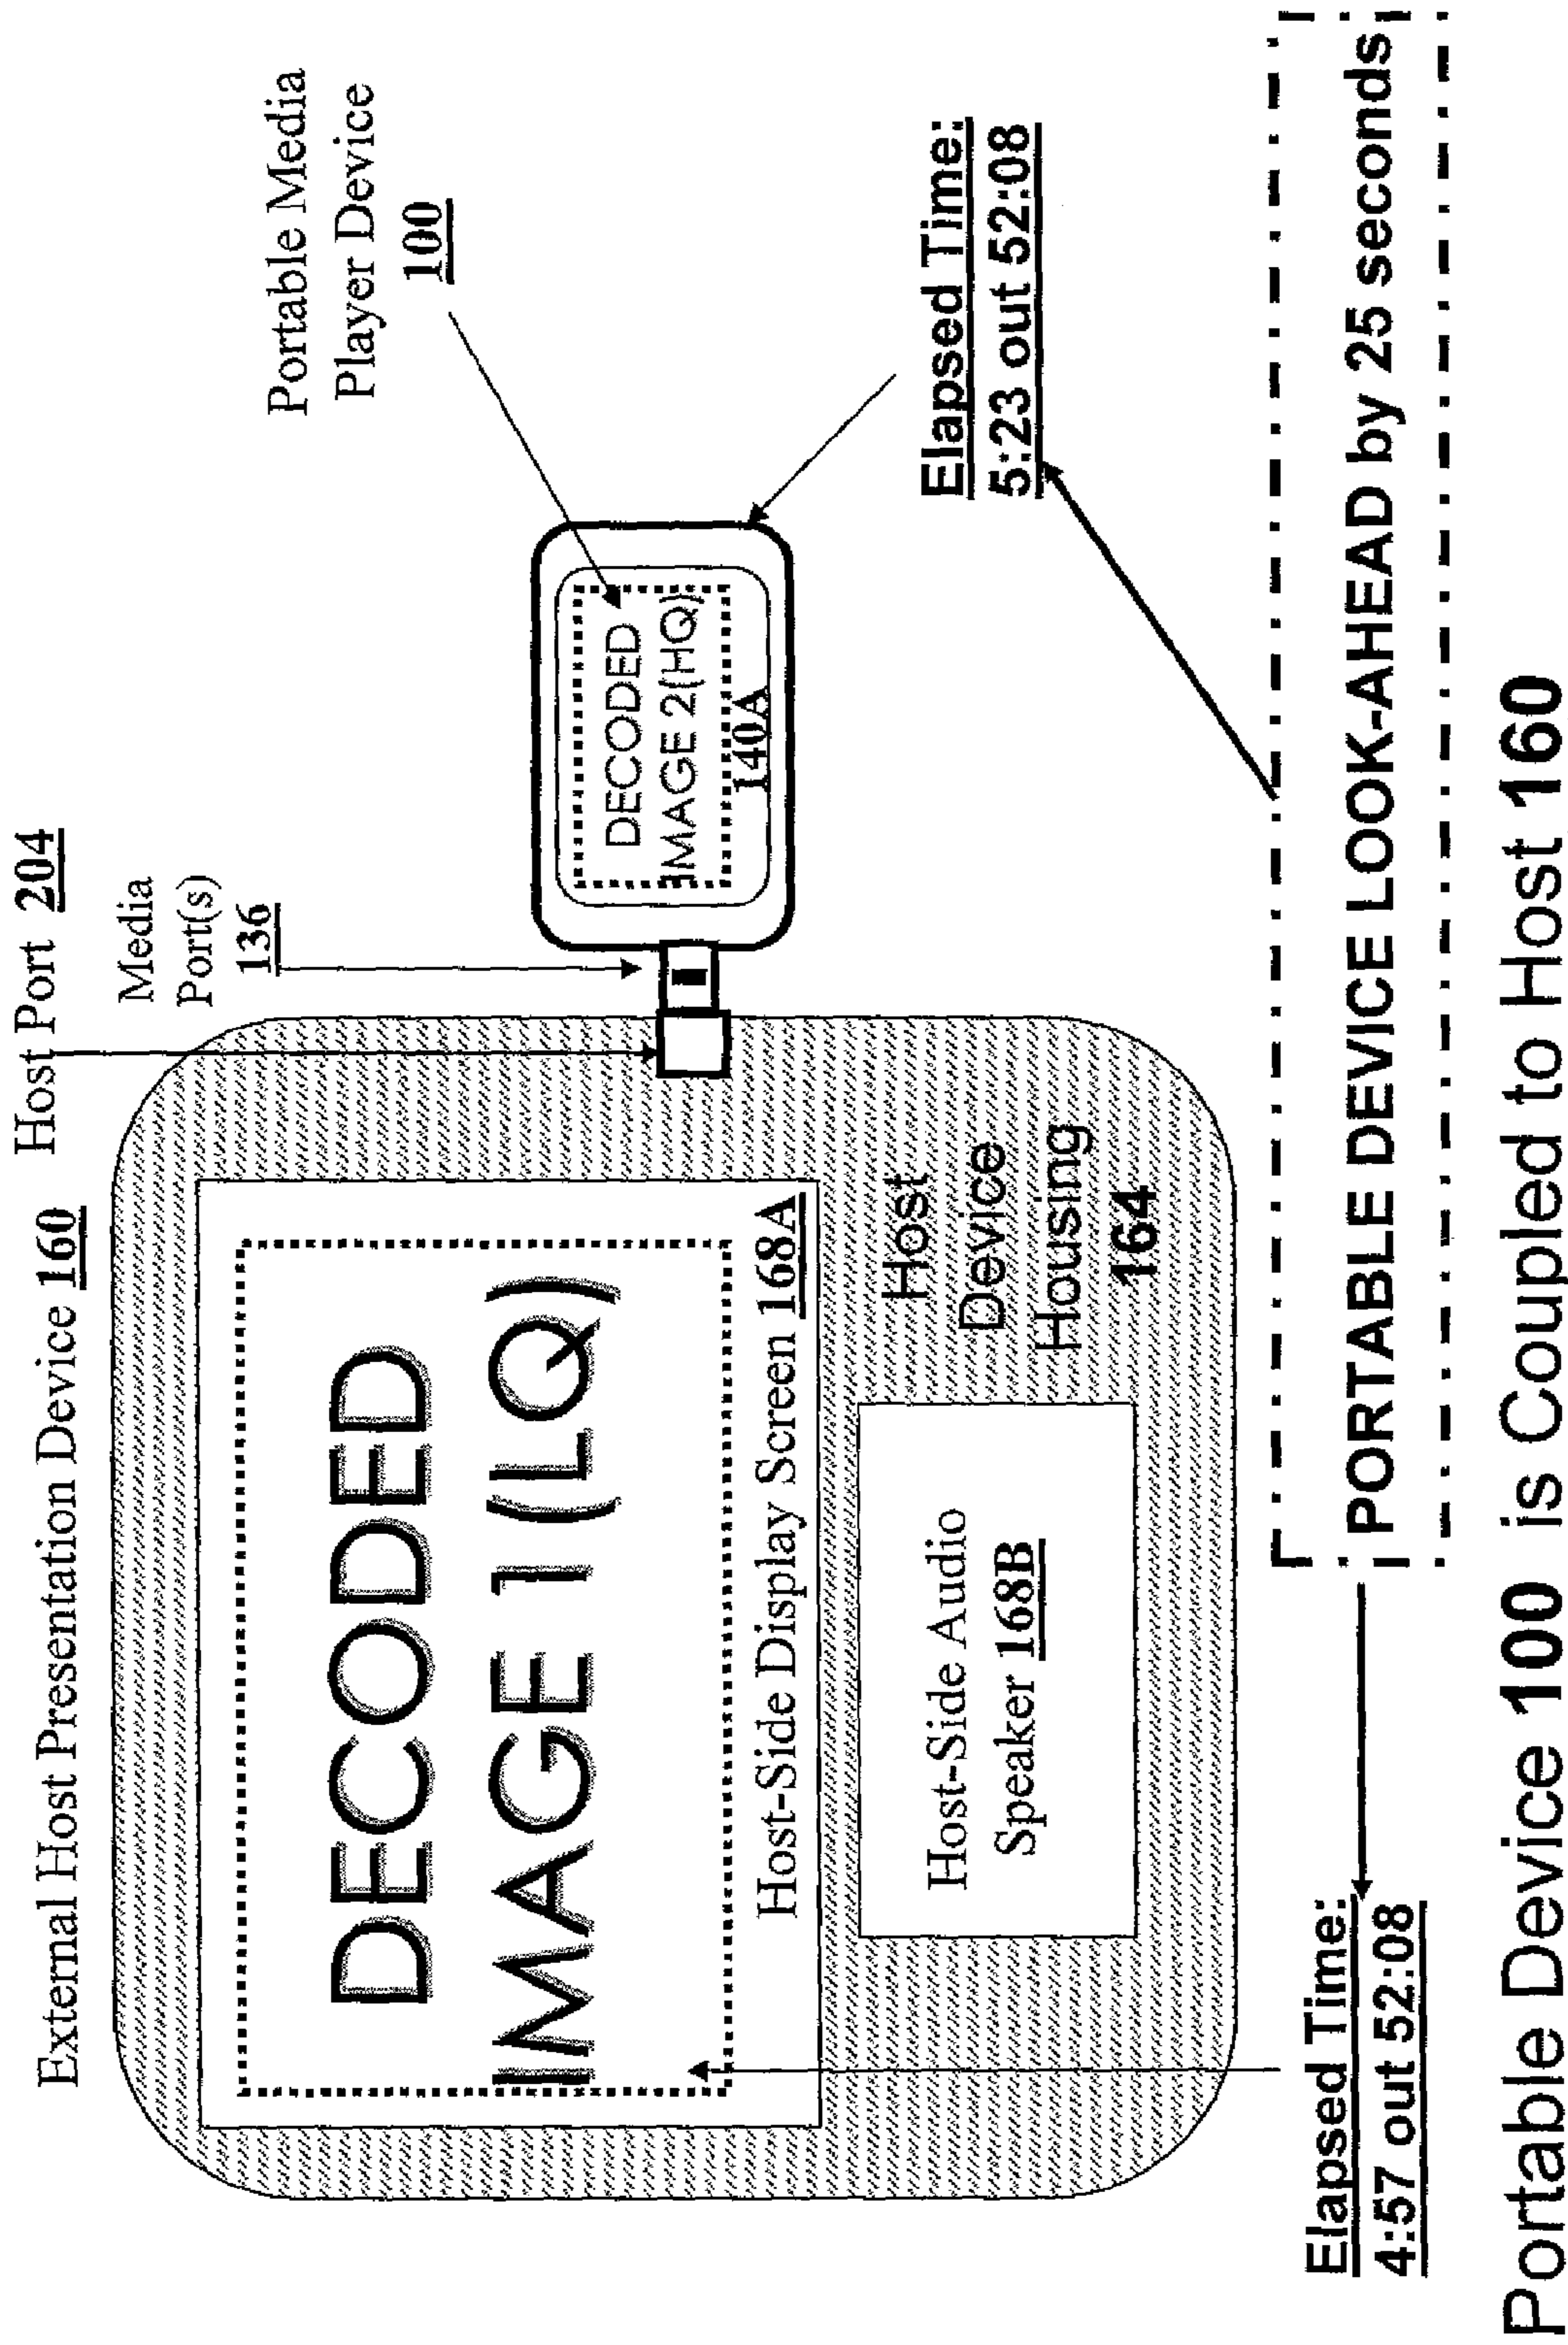 External Host Presentation Device 160
Host Port 204
Media
Port(s)
136
Portable Media
Player Device
100
DECODED
IMAGE 1 (LQ)
Host-Side Display Screen 168A
DECODED
IMAGE 2(HQ)
140A
Host-Side Audio
Speaker 168B
Host
Device
Housing
164
Elapsed Time:
5:23 out 52:08
Elapsed Time:
4:57 out 52:08
PORTABLE DEVICE LOOK-AHEAD by 25 seconds
Portable Device 100 is Coupled to Host 160